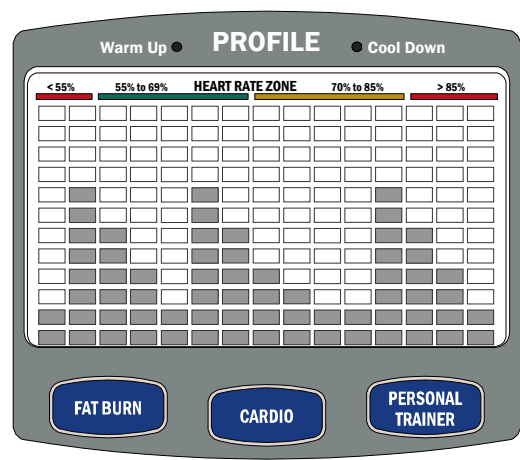 PROFILE
Warm Up
Cool Down
HEART RATE ZONE
< 55%
55% to 69%
70% to 85%
> 85%
FAT BURN
CARDIO
PERSONAL
TRAINER